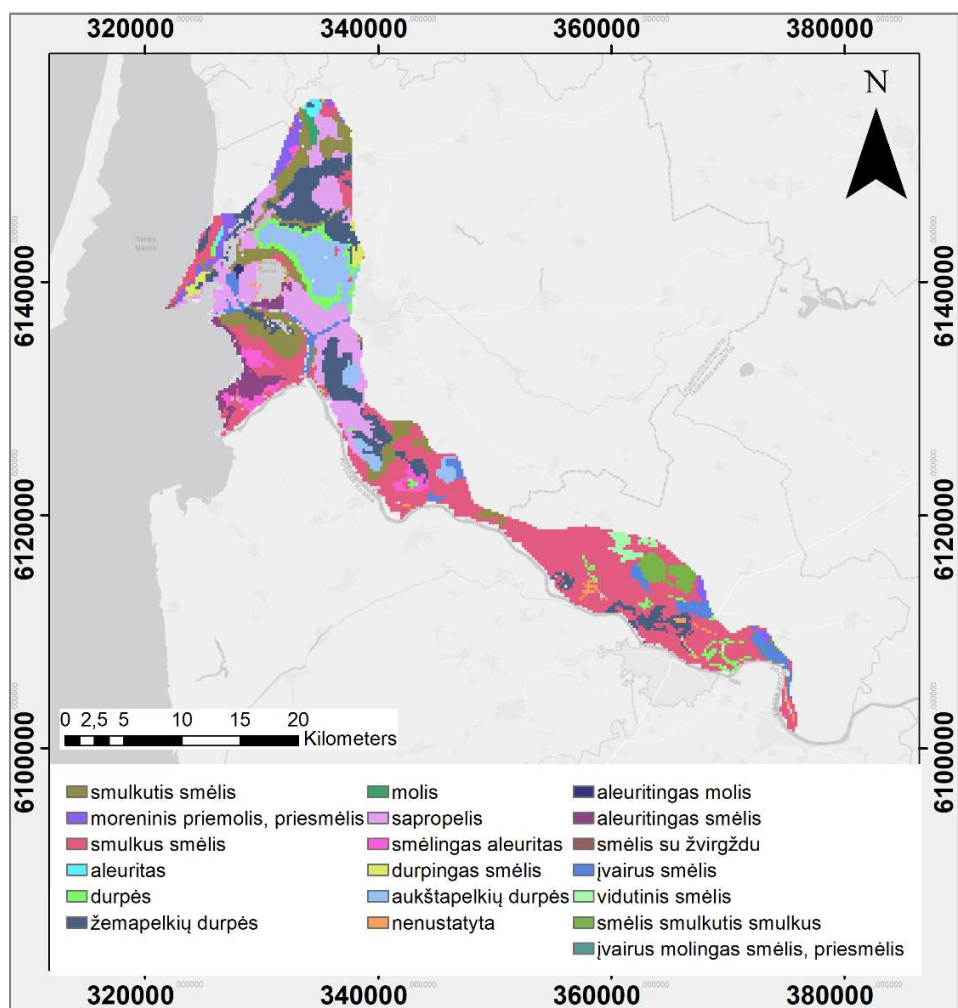 320000 340000 360000 380000
N
6140000
6140000
6120000
6120000
6100000
6100000
0 2,5 5 10 15 20
Kilometers
smulkutis smėlis
moreninis priemolis, priesmėlis
smulkus smėlis
aleuritas
durpės
žemapelkių durpės
molis
sapropelis
smėlingas aleuritas
durpingas smėlis
aukštapelkių durpės
nenustatyta
aleuritingas molis
aleuritingas smėlis
smėlis su žvirgždu
įvairus smėlis
vidutinis smėlis
smėlis smulkutis smulkus
įvairus molingas smėlis, priesmėlis
320000 340000 360000 380000